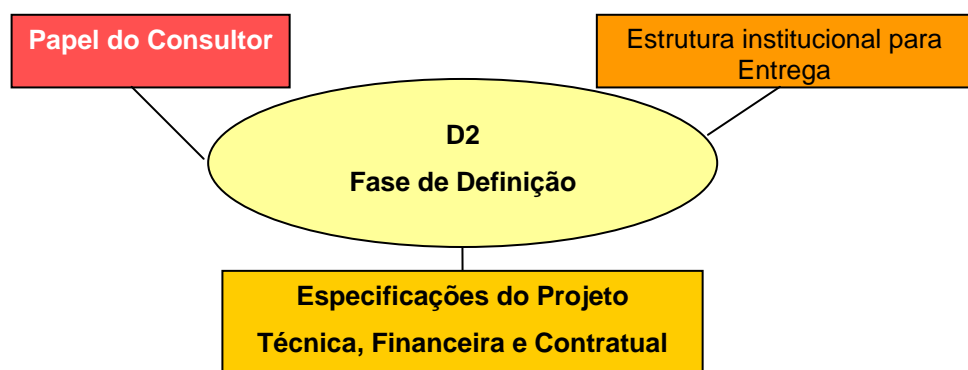 Papel do Consultor
Estrutura institucional para
Entrega
D2
Fase de Definição
Especificações do Projeto
Técnica, Financeira e Contratual